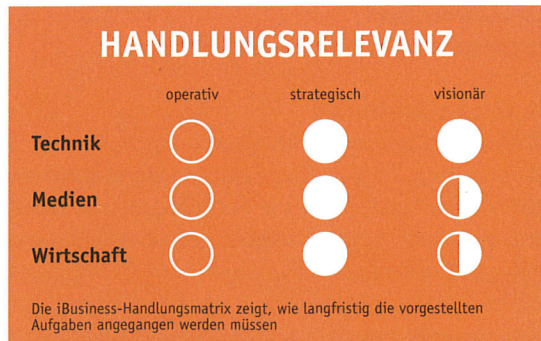 HANDLUNGSRELEVANZ
operativ strategisch visionär
Technik
Medien
Wirtschaft
Die iBusiness-Handlungsmatrix zeigt, wie langfristig die vorgestellten
Aufgaben angegangen werden müssen